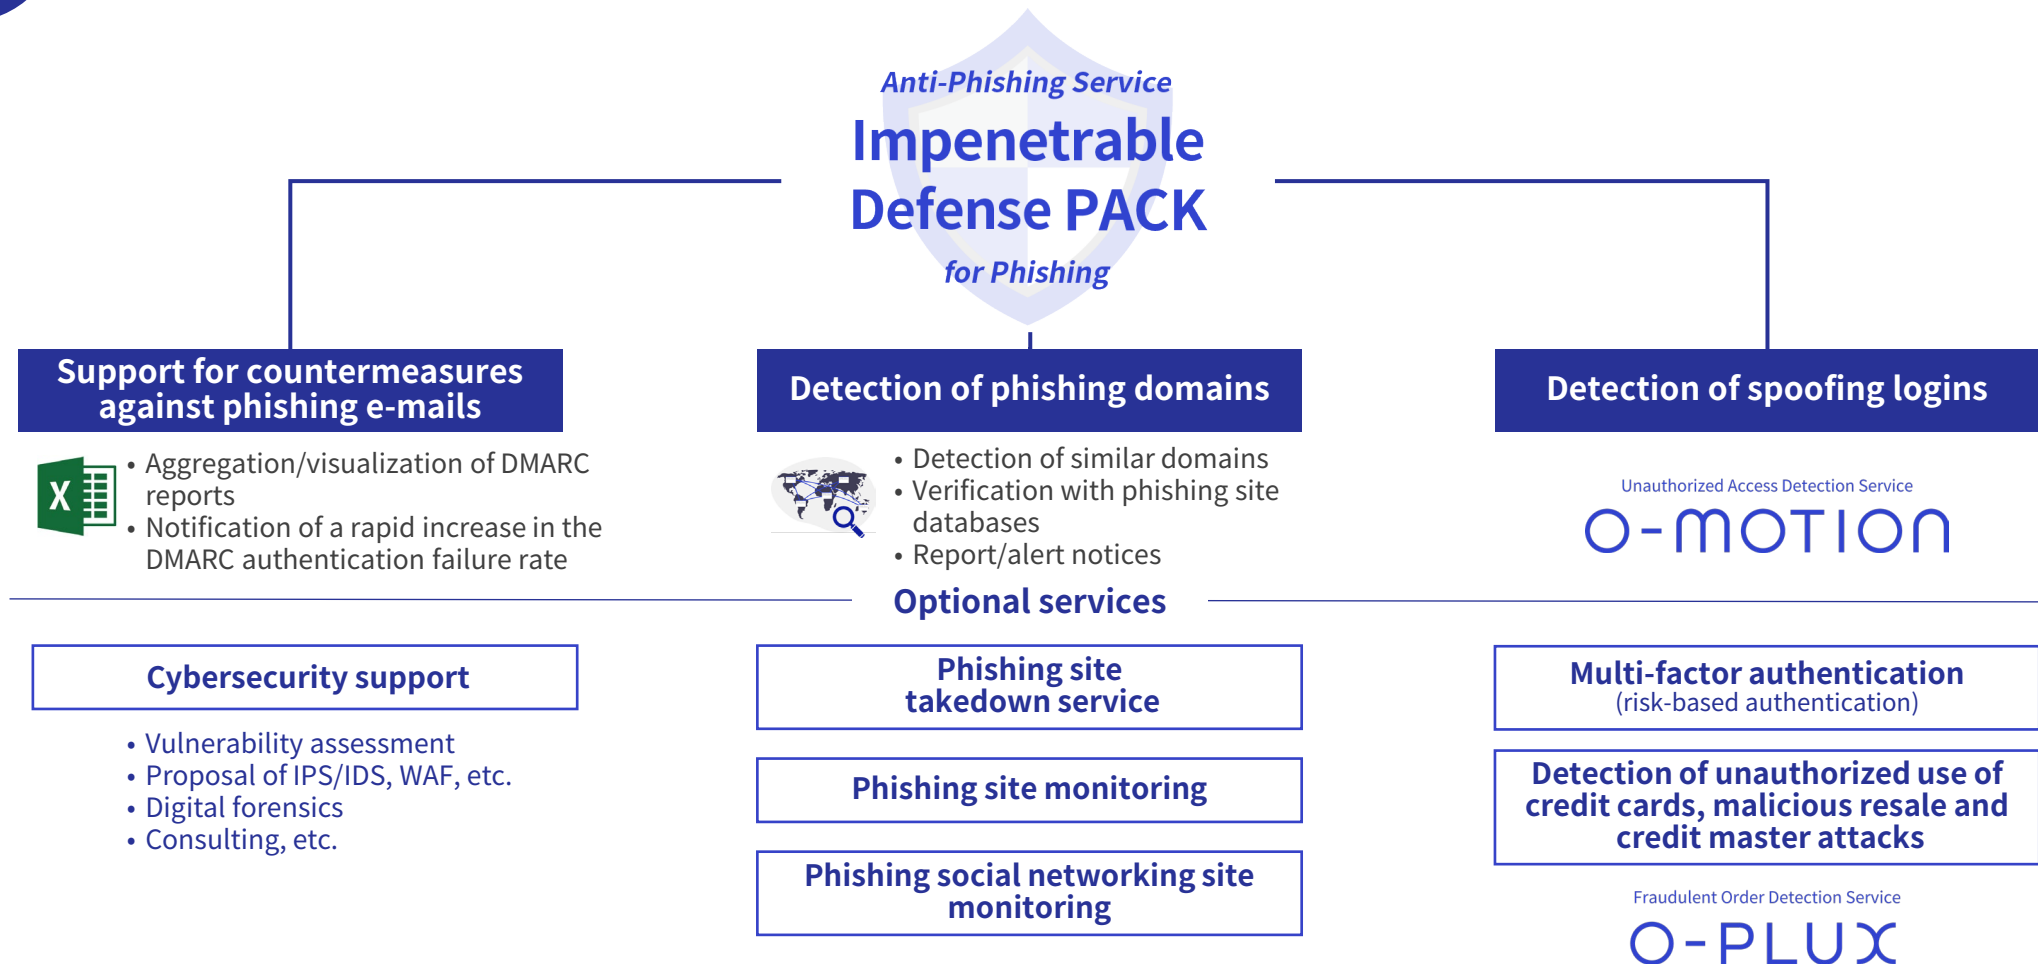 Anti-Phishing Service
Impenetrable
Defense PACK
for Phishing
Support for countermeasures
against phishing e-mails
X
• Aggregation/visualization of DMARC
reports
• Notification of a rapid increase in the
DMARC authentication failure rate
Detection of phishing domains
• Detection of similar domains
• Verification with phishing site
databases
• Report/alert notices
Detection of spoofing logins
Unauthorized Access Detection Service
O-MOTION
Optional services
Cybersecurity support
• Vulnerability assessment
• Proposal of IPS/IDS, WAF, etc.
• Digital forensics
• Consulting, etc.
Phishing site
takedown service
Phishing site monitoring
Phishing social networking site
monitoring
Multi-factor authentication
(risk-based authentication)
Detection of unauthorized use of
credit cards, malicious resale and
credit master attacks
Fraudulent Order Detection Service
O-PLUX